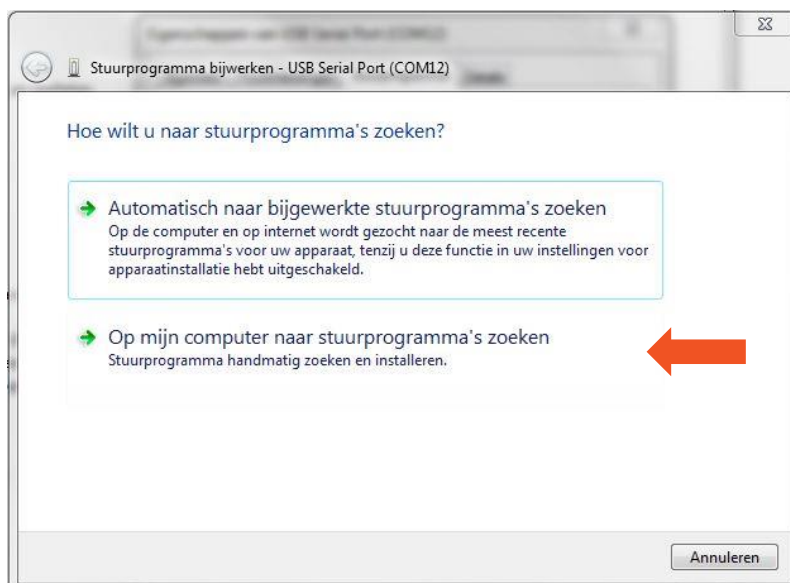 Stuurprogramma bijwerken - USB Serial Port (COM12)
Hoe wilt u naar stuurprogramma's zoeken?
Automatisch naar bijgewerkte stuurprogramma's zoeken
Op de computer en op internet wordt gezocht naar de meest recente
stuurprogramma's voor uw apparaat, tenzij u deze functie in uw instellingen voor
apparaatinstallatie hebt uitgeschakeld.
Op mijn computer naar stuurprogramma's zoeken
Stuurprogramma handmatig zoeken en installeren.
Annuleren